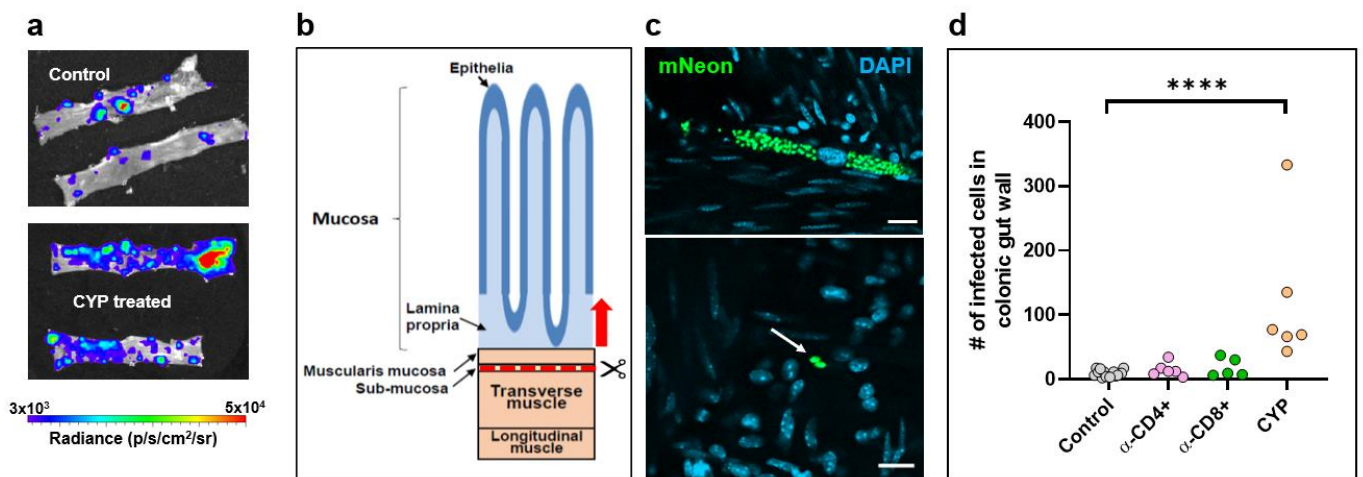 a
Control
CYP treated
3x10³
5x10⁴
Radiance (p/s/cm²/sr)
b
Epithelia
Mucosa
Lamina
propria
Muscularis mucosa
Sub-mucosa
Transverse
muscle
Longitudinal
muscle
c
mNeon
DAPI
d
****
# of infected cells in
colonic gut wall
400
300
200
100
0
Control
α-CD4+
α-CD8+
CYP